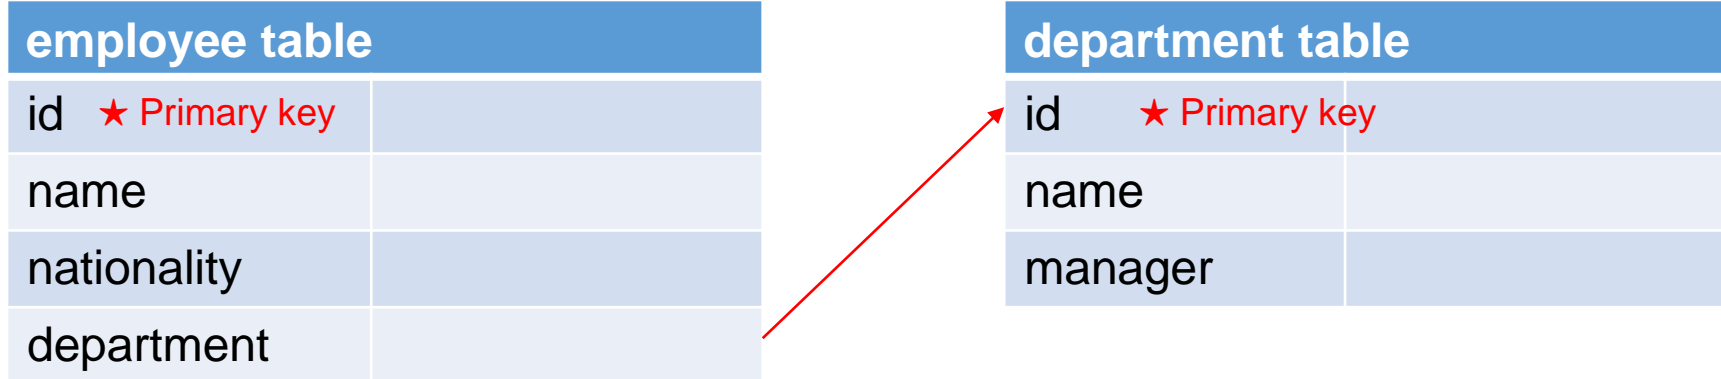 employee table
id ★ Primary key
name
nationality
department
department table
id ★ Primary key
name
manager